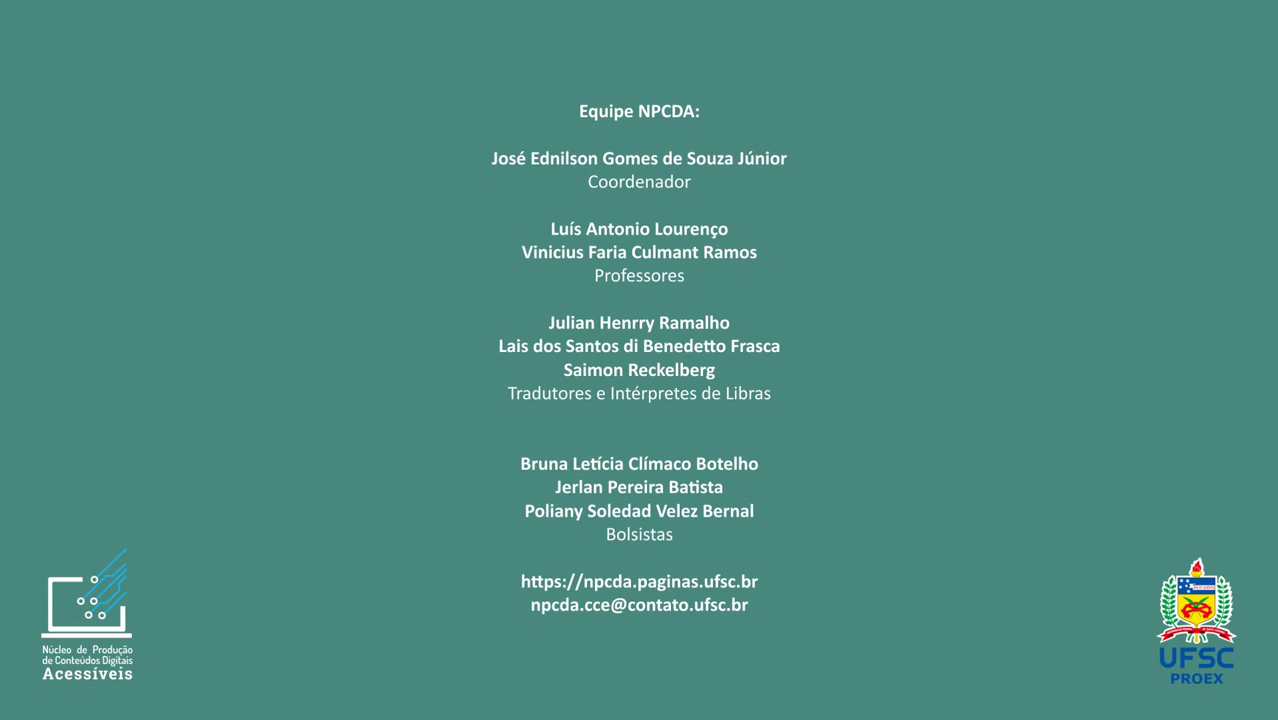 Equipe NPCDA:
José Ednilson Gomes de Souza Júnior
Coordenador
Luís Antonio Lourenço
Vinicius Faria Culmant Ramos
Professores
Julian Henrry Ramalho
Lais dos Santos di Benedetto Frasca
Saimon Reckelberg
Tradutores e Intérpretes de Libras
Bruna Letícia Clímaco Botelho
Jerlan Pereira Batista
Poliany Soledad Velez Bernal
Bolsistas
https://npcda.paginas.ufsc.br
npcda.cce@contato.ufsc.br
Núcleo de Produção
de Conteúdos Digitais
Acessíveis
UFSC
PROEX